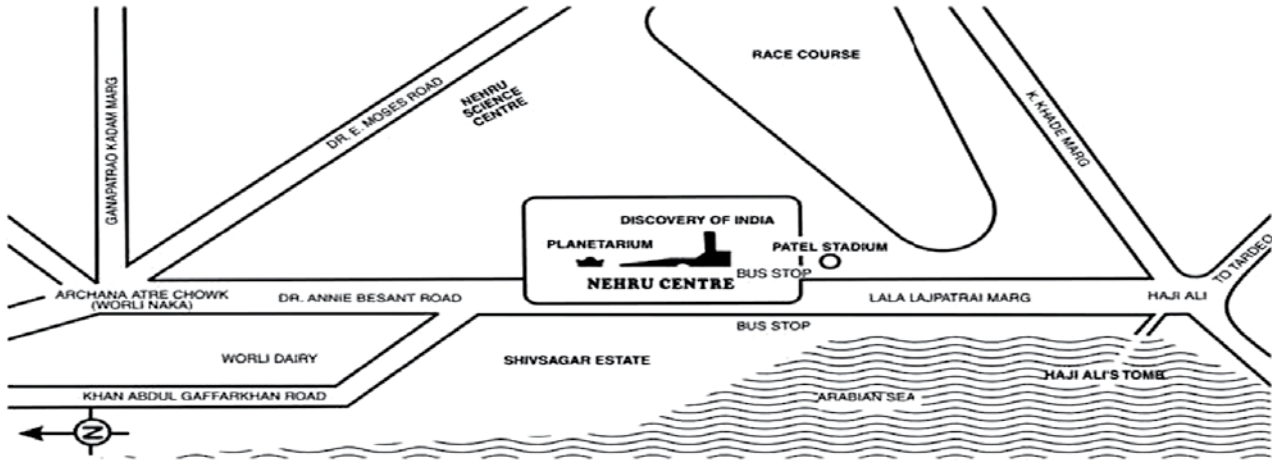 RACE COURSE
GANAPATRAO KADAM MARG
DR. E. MOSES ROAD
NEHRU
SCIENCE
CENTRE
K. KHADE MARG
DISCOVERY OF INDIA
PLANETARIUM
PATEL STADIUM
BUS STOP
NEHRU CENTRE
TO TARDEO
ARCHANA ATRE CHOWK
(WORLI NAKA)
DR. ANNIE BESANT ROAD
LALA LAJPATRAI MARG
HAJI ALI
BUS STOP
WORLI DAIRY
SHIVSAGAR ESTATE
HAJI ALI'S TOMB
KHAN ABDUL GAFFARKHAN ROAD
ARABIAN SEA
N